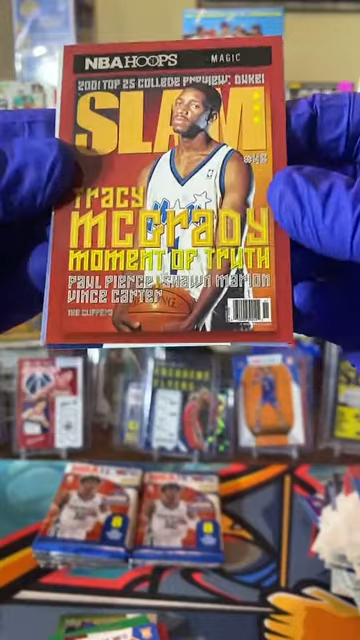 NBA HOOPS MAGIC
2001 TOP 25 COLLEGE PREVIEW: DUKE!
SLAM
TRACY
MCGRADY
MOMENT OF TRUTH
PAUL PIERCE SHAWN MARION
VINCE CARTER
THE CLIPPERS